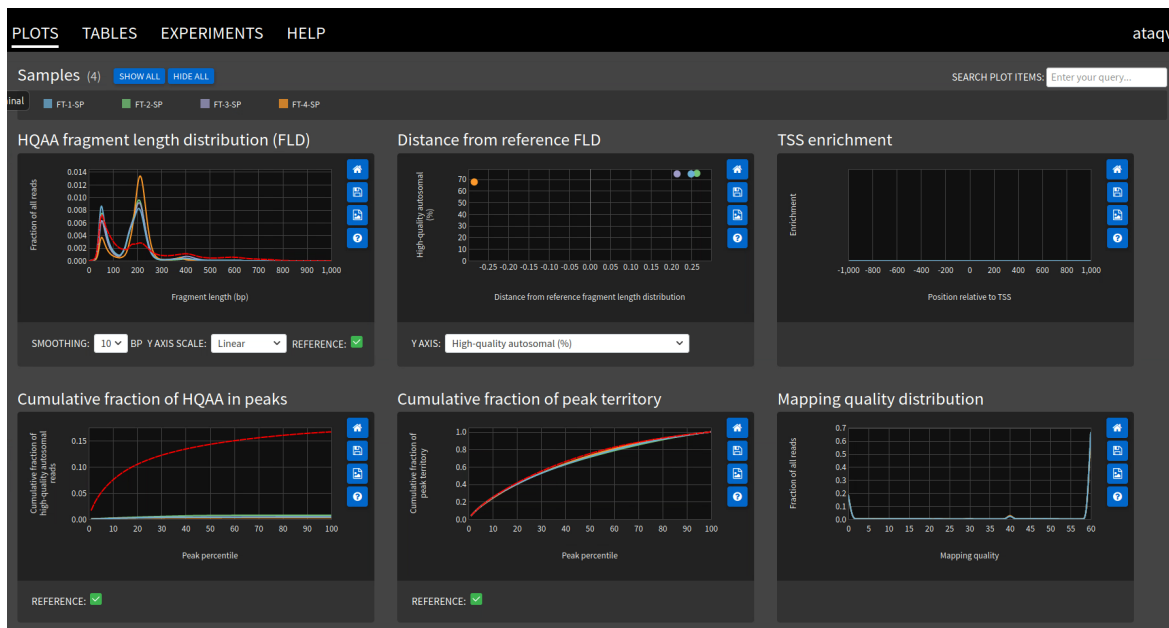 PLOTS TABLES EXPERIMENTS HELP ataqv
Samples (4) SHOW ALL HIDE ALL SEARCH PLOT ITEMS: Enter your query...
inal FT-1-SP FT-2-SP FT-3-SP FT-4-SP
HQAA fragment length distribution (FLD)
Fraction of all reads
0.014
0.012
0.010
0.008
0.006
0.004
0.002
0.000
0 100 200 300 400 500 600 700 800 900 1,000
Fragment length (bp)
SMOOTHING: 10 BP Y AXIS SCALE: Linear REFERENCE:
Distance from reference FLD
High-quality autosomal
(%)
70
60
50
40
30
20
10
0
-0.25 -0.20 -0.15 -0.10 -0.05 0.00 0.05 0.10 0.15 0.20 0.25
Distance from reference fragment length distribution
Y AXIS: High-quality autosomal (%)
TSS enrichment
Enrichment
-1,000 -800 -600 -400 -200 0 200 400 600 800 1,000
Position relative to TSS
Cumulative fraction of HQAA in peaks
Cumulative fraction of
high-quality autosomal
reads
0.15
0.10
0.05
0.00
0 10 20 30 40 50 60 70 80 90 100
Peak percentile
REFERENCE:
Cumulative fraction of peak territory
Cumulative fraction of
peak territory
1.0
0.8
0.6
0.4
0.2
0.0
0 10 20 30 40 50 60 70 80 90 100
Peak percentile
REFERENCE:
Mapping quality distribution
Fraction of all reads
0.7
0.6
0.5
0.4
0.3
0.2
0.1
0.0
0 5 10 15 20 25 30 35 40 45 50 55 60
Mapping quality